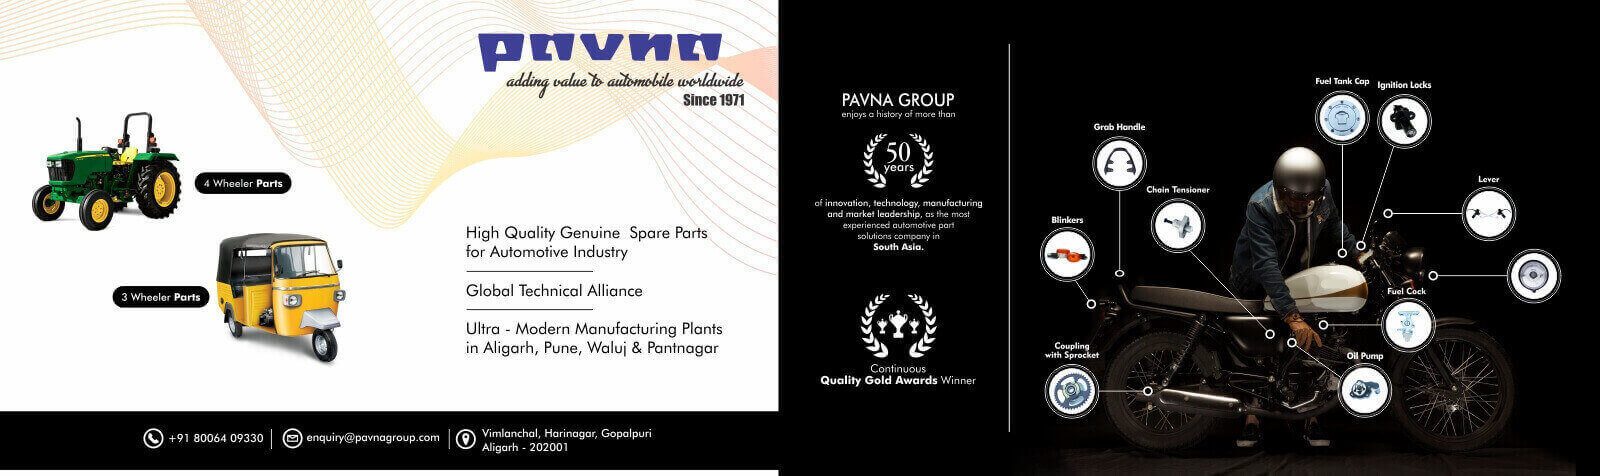 pavna
adding value to automobile worldwide
Since 1971
4 Wheeler Parts
3 Wheeler Parts
High Quality Genuine Spare Parts
for Automotive Industry
Global Technical Alliance
Ultra - Modern Manufacturing Plants
in Aligarh, Pune, Waluj & Pantnagar
+91 80064 09330
enquiry@pavnagroup.com
Vimlanchal, Harinagar, Gopalpuri
Aligarh - 202001
PAVNA GROUP
enjoys a history of more than
50
years
of innovation, technology, manufacturing
and market leadership, as the most
experienced automotive part
solutions company in
South Asia.
Continuous
Quality Gold Awards Winner
Fuel Tank Cap
Ignition Locks
Grab Handle
Chain Tensioner
Lever
Blinkers
Fuel Cock
Coupling
with Sprocket
Oil Pump